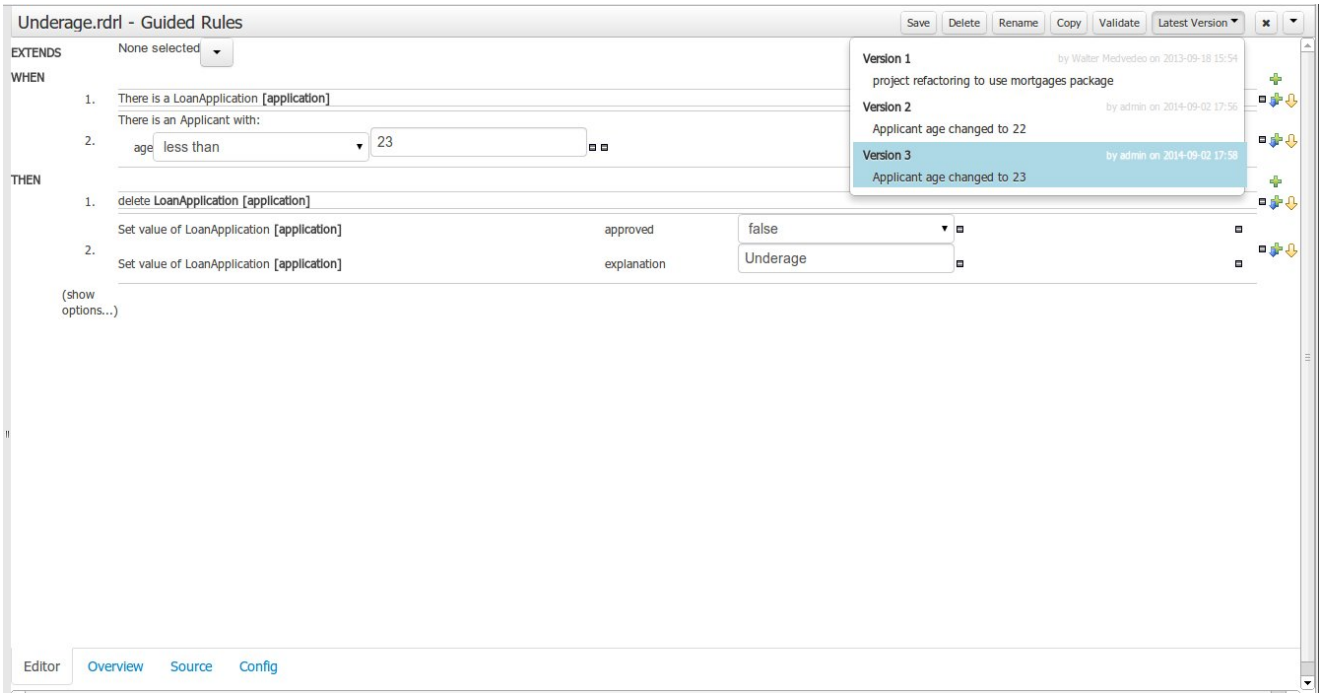 Underage.rdrl - Guided Rules
Save Delete Rename Copy Validate Latest Version
EXTENDS None selected
WHEN
1. There is a LoanApplication [application]
There is an Applicant with:
2. age less than 23
THEN
1. delete LoanApplication [application]
Set value of LoanApplication [application] approved false
2.
Set value of LoanApplication [application] explanation Underage
(show
options...)
Version 1 by Walter Medvedeo on 2013-09-18 15:54
project refactoring to use mortgages package
Version 2 by admin on 2014-09-02 17:56
Applicant age changed to 22
Version 3 by admin on 2014-09-02 17:58
Applicant age changed to 23
Editor Overview Source Config